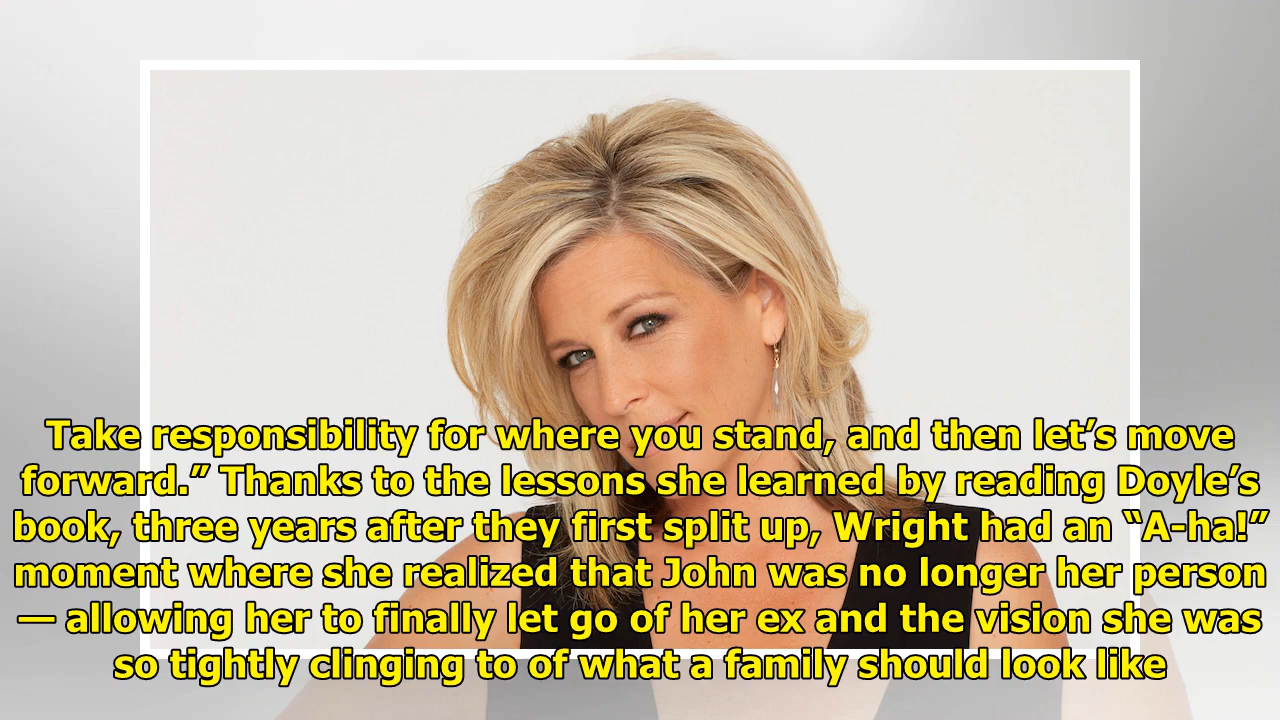 Take responsibility for where you stand, and then let’s move
forward.” Thanks to the lessons she learned by reading Doyle’s
book, three years after they first split up, Wright had an “A-ha!”
moment where she realized that John was no longer her person
— allowing her to finally let go of her ex and the vision she was
so tightly clinging to of what a family should look like